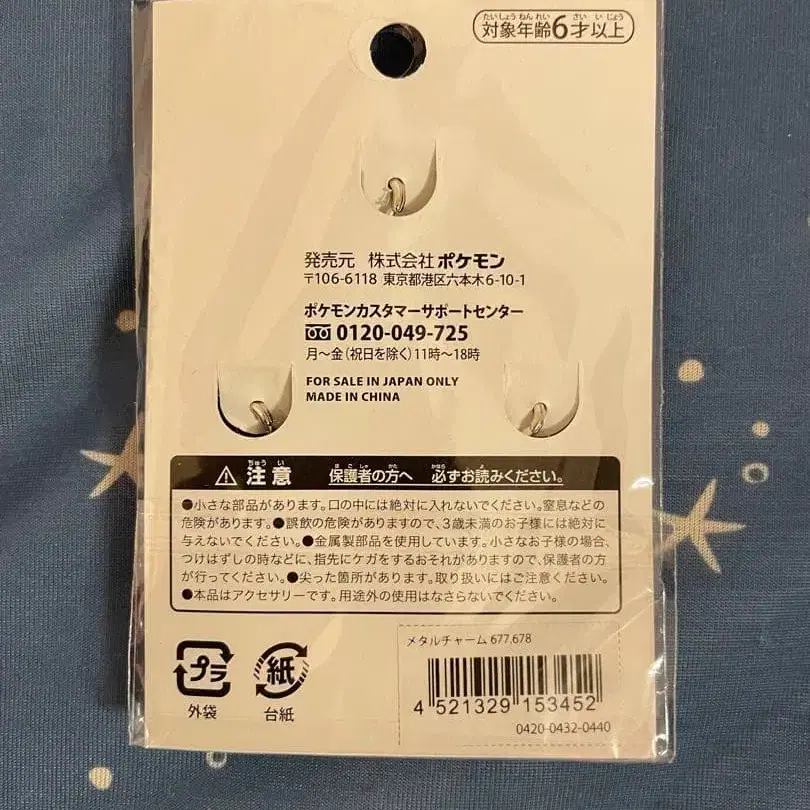 対象年齢6才以上
発売元 株式会社ポケモン
〒106-6118 東京都港区六本木6-10-1
ポケモンカスタマーサポートセンター
0120-049-725
月～金(祝日を除く)11時～18時
FOR SALE IN JAPAN ONLY
MADE IN CHINA
注意 保護者の方へ 必ずお読みください。
●小さな部品があります。口の中には絶対に入れないでください。窒息などの
危険があります。●誤飲の危険がありますので、3歳未満のお子様には絶対に
与えないでください。●金属製部品を使用しています。小さなお子様の場合、
つけはずしの時などに、指先にケガをするおそれがありますので、保護者の方
が行ってください。●尖った箇所があります。取り扱いにはご注意ください。
●本品はアクセサリーです。用途外の使用はなさらないでください。
プラ 紙
外袋 台紙
メタルチャーム 677,678
4 521329 153452
0420-0432-0440